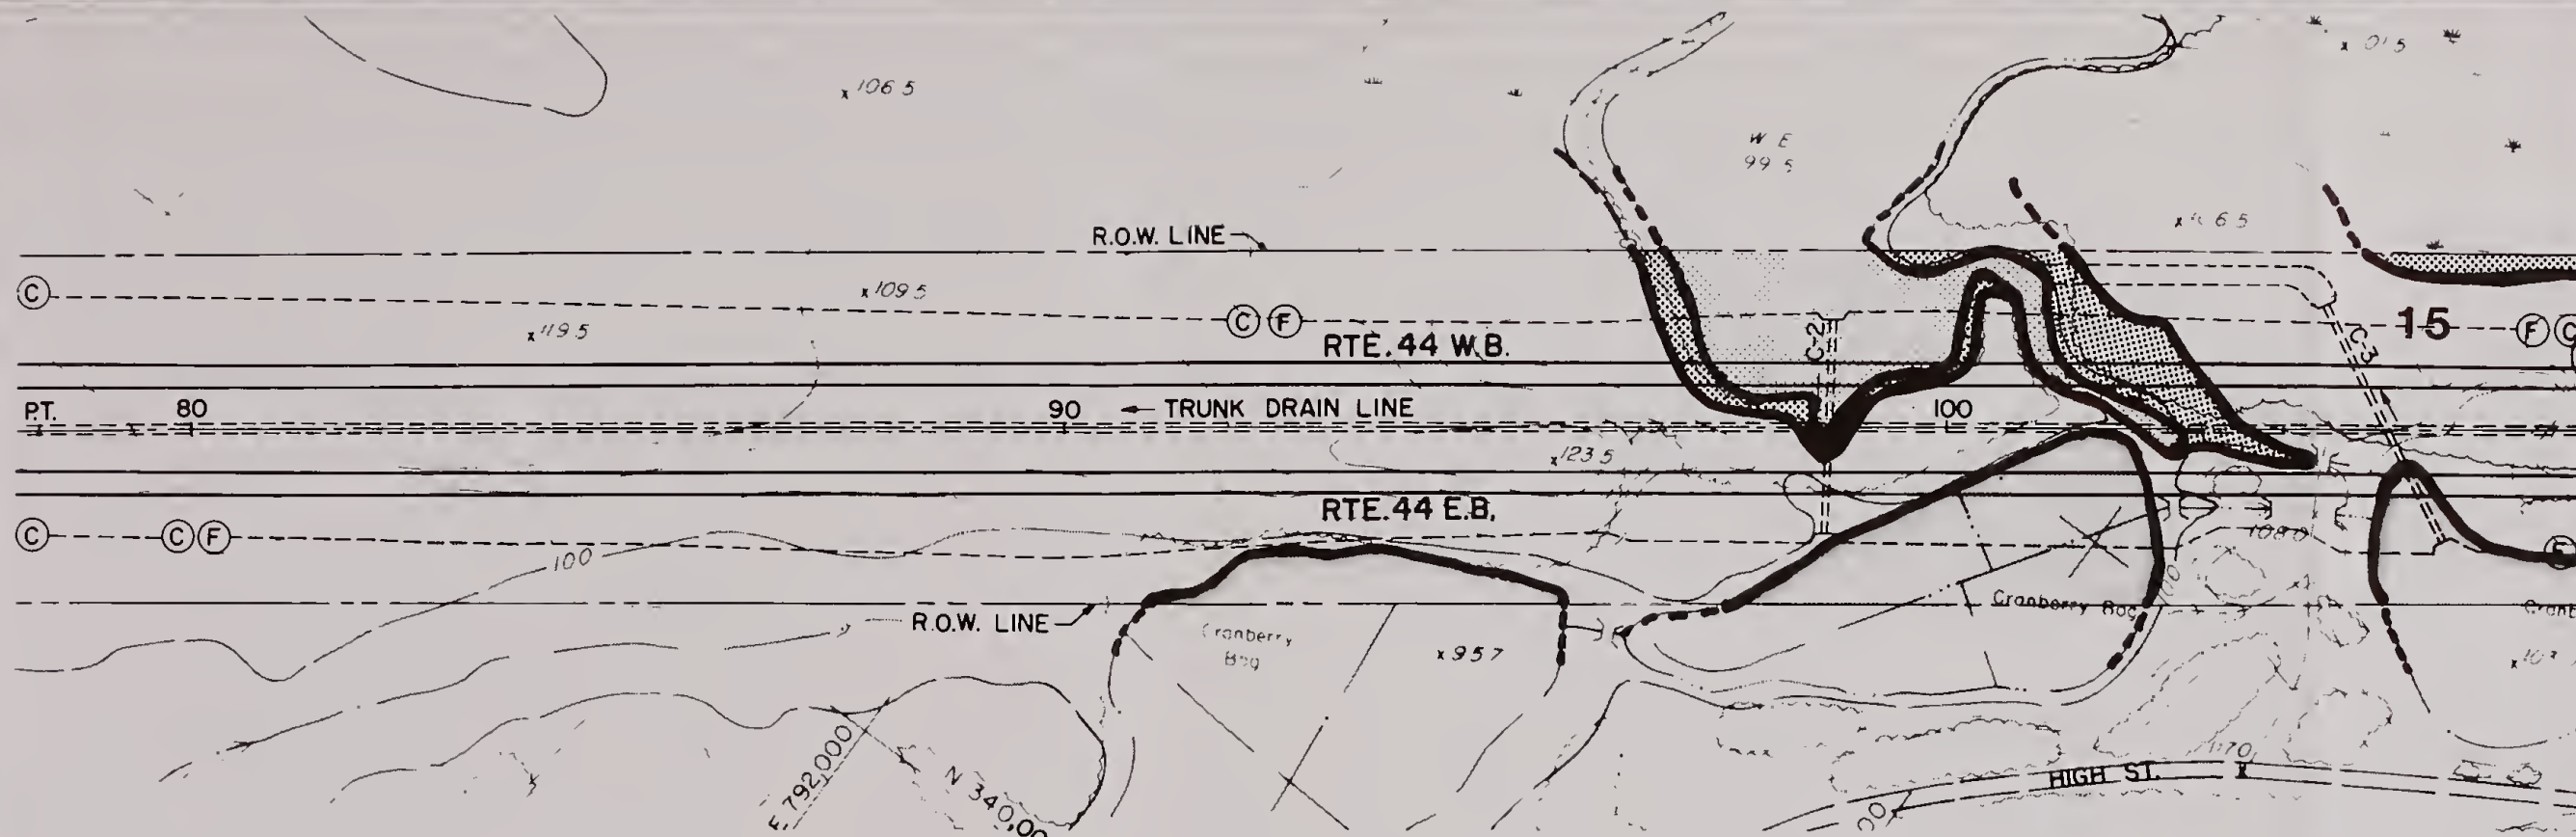 106.5
W E
99.5
R.O.W. LINE
C
109.5
119.5
C F
RTE. 44 W.B.
C-2
C-3
15
F C
P.T. 80 90 ← TRUNK DRAIN LINE 100
123.5
RTE. 44 E.B.
C
C F
100
108.0
R.O.W. LINE
Cranberry
Bog
95.7
Cranberry Bog
E. 792,000
N 340,00
HIGH ST.